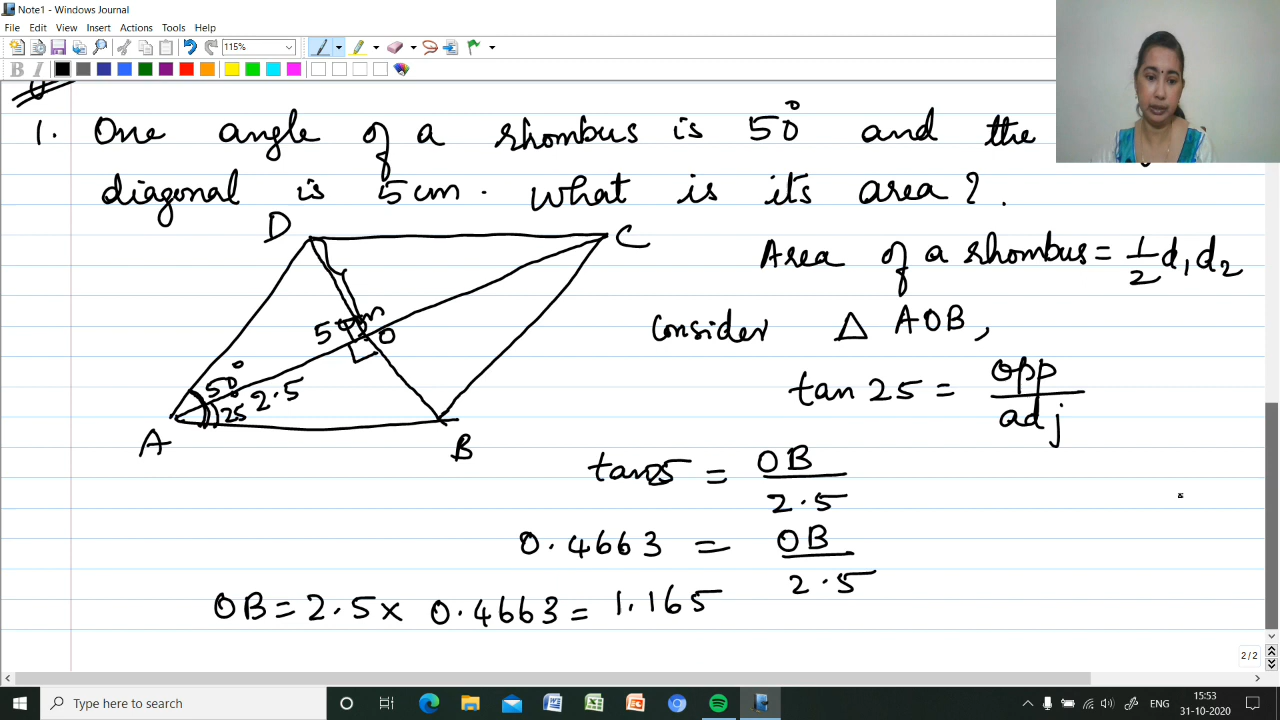 Note1 - Windows Journal
File Edit View Insert Actions Tools Help
115%
B I
1. One angle of a rhombus is 50° and the
diagonal is 5cm. What is its area?
D
C
Area of a rhombus = 1/2 d1 d2
5cm
O
Consider △ AOB,
50°
2.5
25°
tan 25 = opp/adj
A
B
tan25 = OB/2.5
0.4663 = OB/2.5
OB = 2.5 x 0.4663 = 1.165
2/2
Type here to search
ENG
15:53
31-10-2020